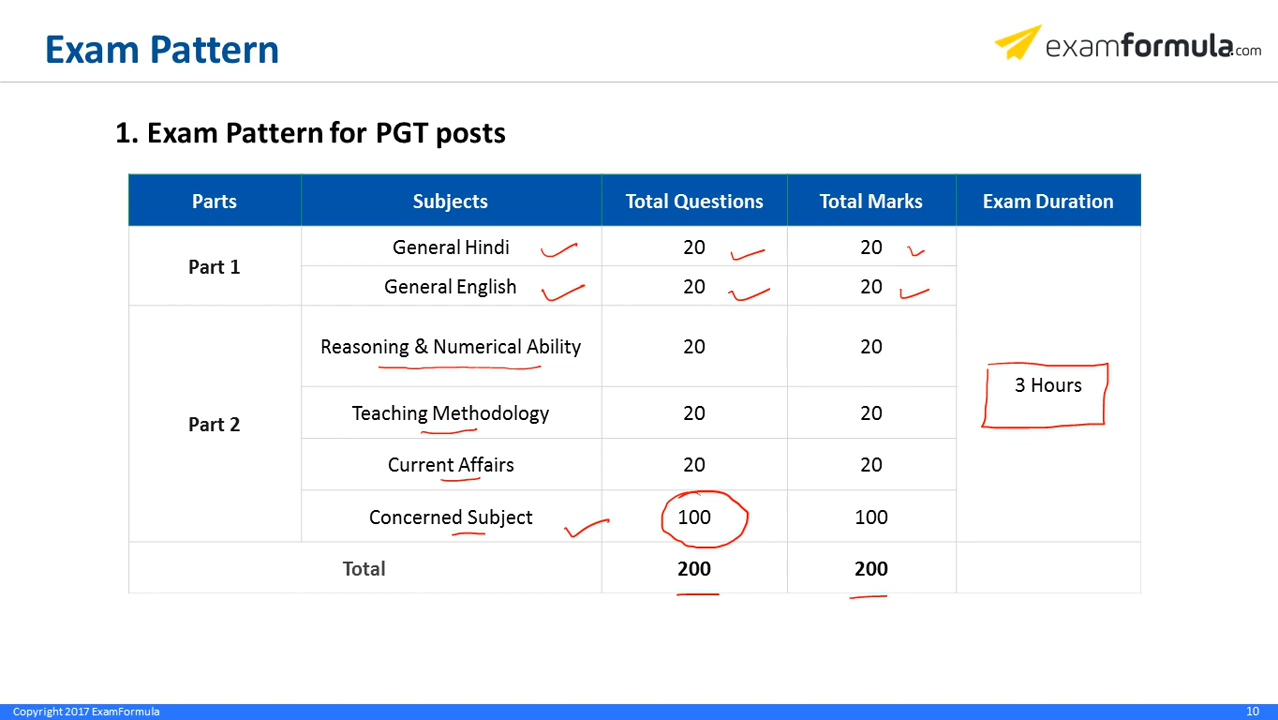 Exam Pattern
examformula.com
1. Exam Pattern for PGT posts
Parts Subjects Total Questions Total Marks Exam Duration
Part 1
General Hindi 20 20
General English 20 20
Part 2
Reasoning & Numerical Ability 20 20
3 Hours
Teaching Methodology 20 20
Current Affairs 20 20
Concerned Subject 100 100
Total 200 200
Copyright 2017 ExamFormula 10